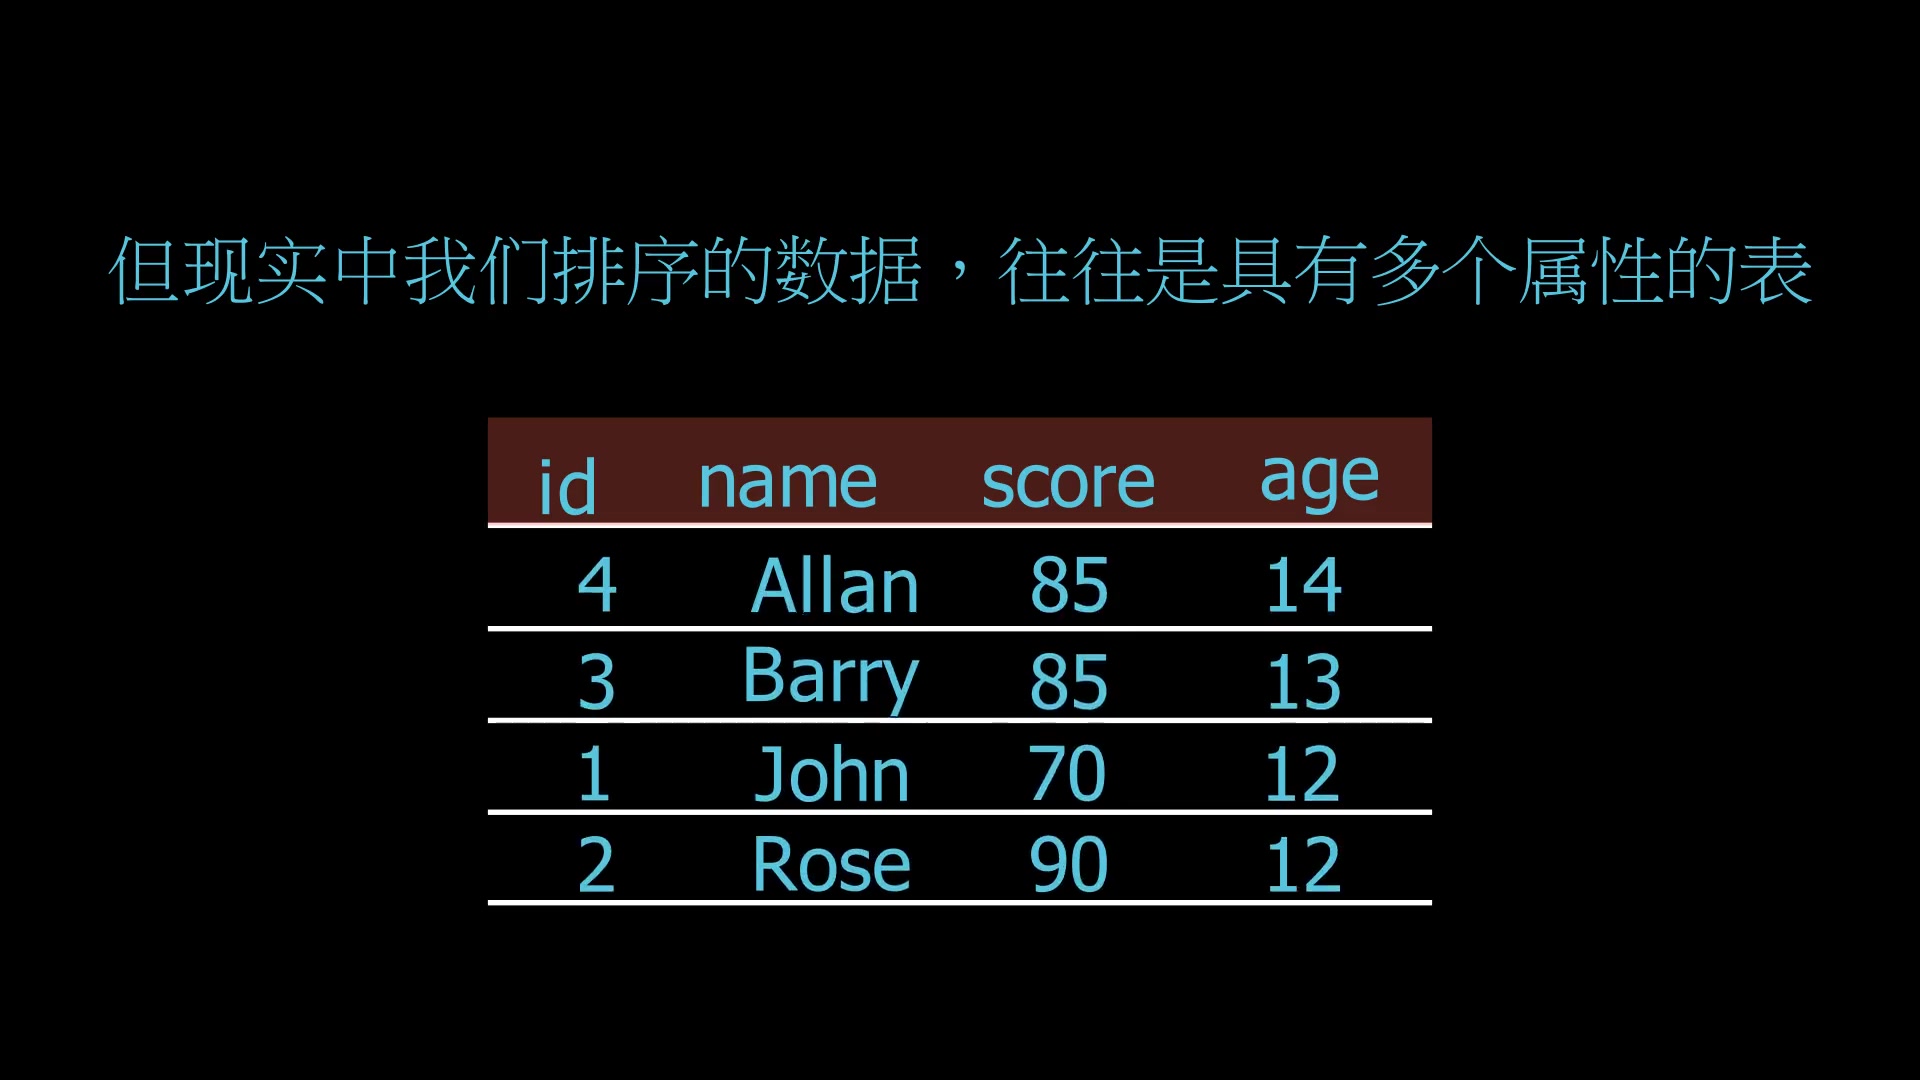 但现实中我们排序的数据，往往是具有多个属性的表
id name score age
4 Allan 85 14
3 Barry 85 13
1 John 70 12
2 Rose 90 12